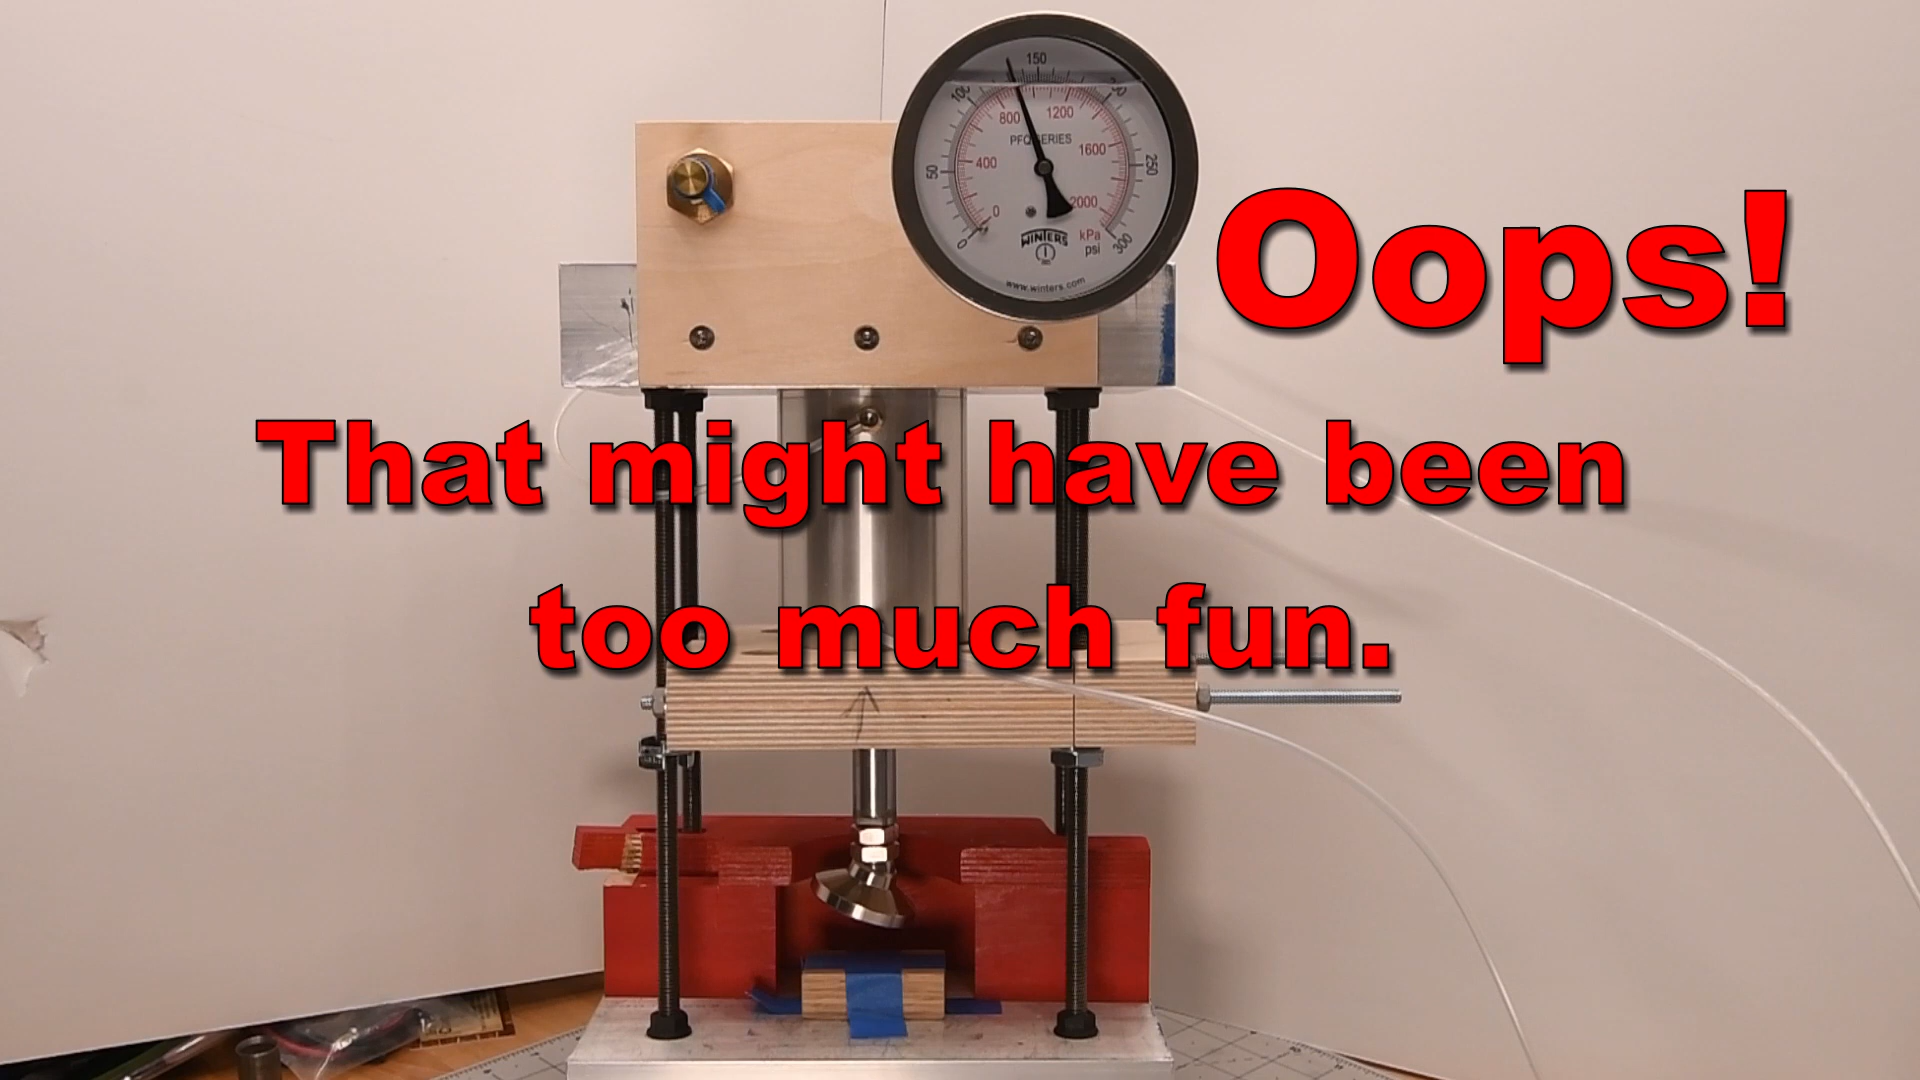 150
100
200
800
1200
PFQ SERIES
50
400
1600
250
0
2000
0
WINTERS
kPa
psi
300
www.winters.com
Oops!
That might have been
too much fun.